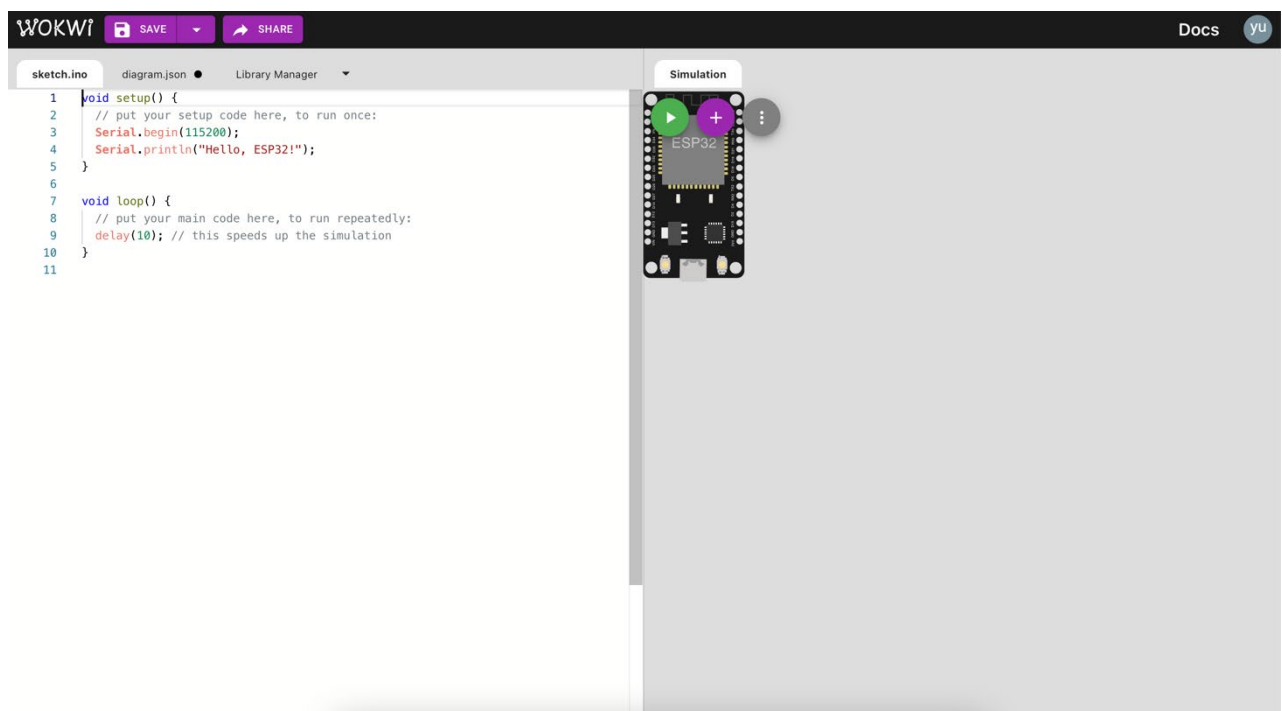 WOKWi SAVE SHARE Docs yu
sketch.ino diagram.json Library Manager Simulation
1 void setup() {
2 // put your setup code here, to run once:
3 Serial.begin(115200);
4 Serial.println("Hello, ESP32!");
5 }
6
7 void loop() {
8 // put your main code here, to run repeatedly:
9 delay(10); // this speeds up the simulation
10 }
11
ESP32